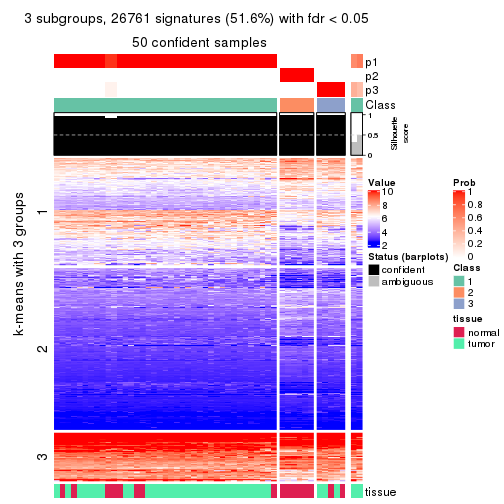 3 subgroups, 26761 signatures (51.6%) with fdr < 0.05
50 confident samples
p1
p2
p3
Class
1
0.5
0
Silhouette
score
k-means with 3 groups
1
2
3
tissue
Value
10
8
6
4
2
Prob
1
0.8
0.6
0.4
0.2
0
Status (barplots)
confident
ambiguous
Class
1
2
3
tissue
normal
tumor